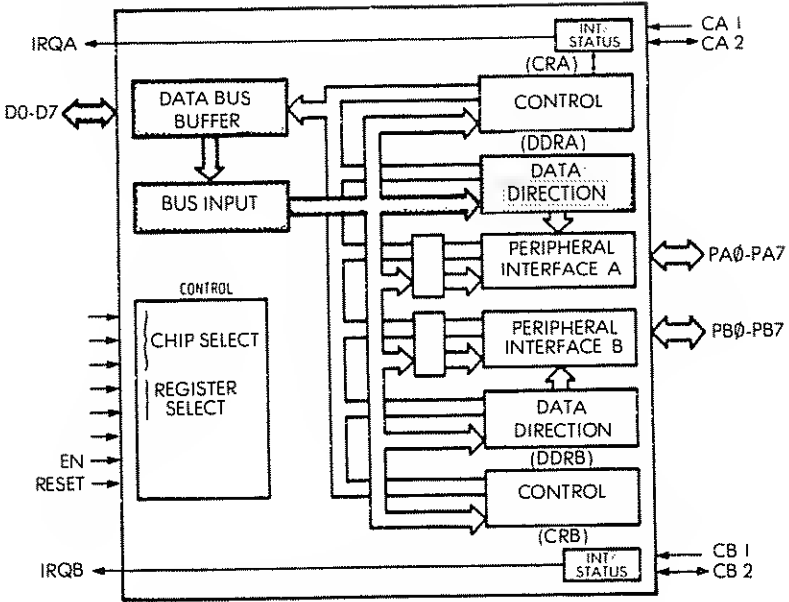 IRQA
INT/
STATUS
CA 1
CA 2
(CRA)
D0-D7
DATA BUS
BUFFER
CONTROL
(DDRA)
DATA
DIRECTION
BUS INPUT
PERIPHERAL
INTERFACE A
PAØ-PA7
CONTROL
CHIP SELECT
REGISTER
SELECT
EN
RESET
PERIPHERAL
INTERFACE B
PBØ-PB7
DATA
DIRECTION
(DDRB)
CONTROL
(CRB)
IRQB
INT/
STATUS
CB 1
CB 2